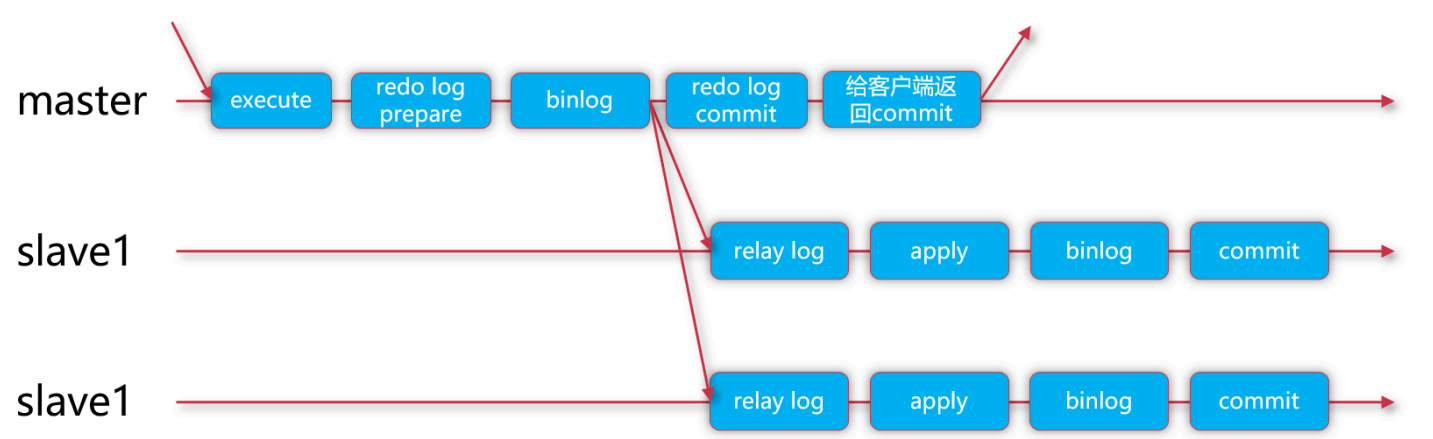 master
execute
redo log
prepare
binlog
redo log
commit
给客户端返
回commit
slave1
relay log
apply
binlog
commit
slave1
relay log
apply
binlog
commit